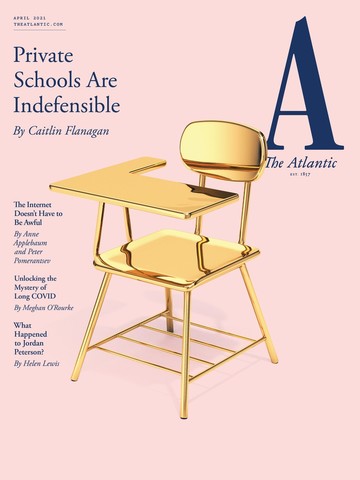 APRIL 2021
THEATLANTIC.COM
Private
Schools Are
Indefensible
By Caitlin Flanagan
A
The Atlantic
EST. 1857
The Internet
Doesn't Have to
Be Awful
By Anne
Applebaum
and Peter
Pomerantsev
Unlocking the
Mystery of
Long COVID
By Meghan O'Rourke
What
Happened
to Jordan
Peterson?
By Helen Lewis